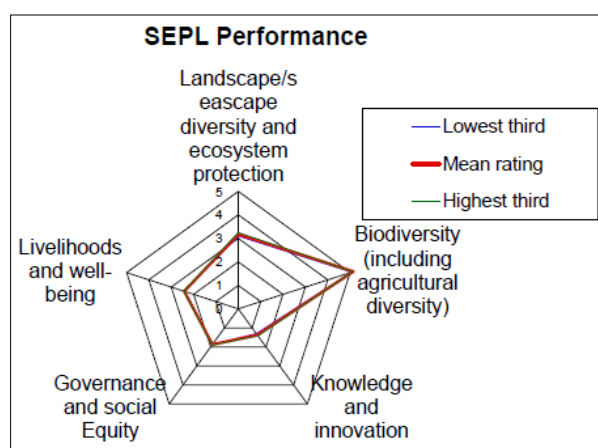 SEPL Performance
Landscape/s
eascape
diversity and
ecosystem
protection
Lowest third
Mean rating
Highest third
5
4
3
2
1
0
Biodiversity
(including
agricultural
diversity)
Livelihoods
and well-
being
Governance
and social
Equity
Knowledge
and
innovation